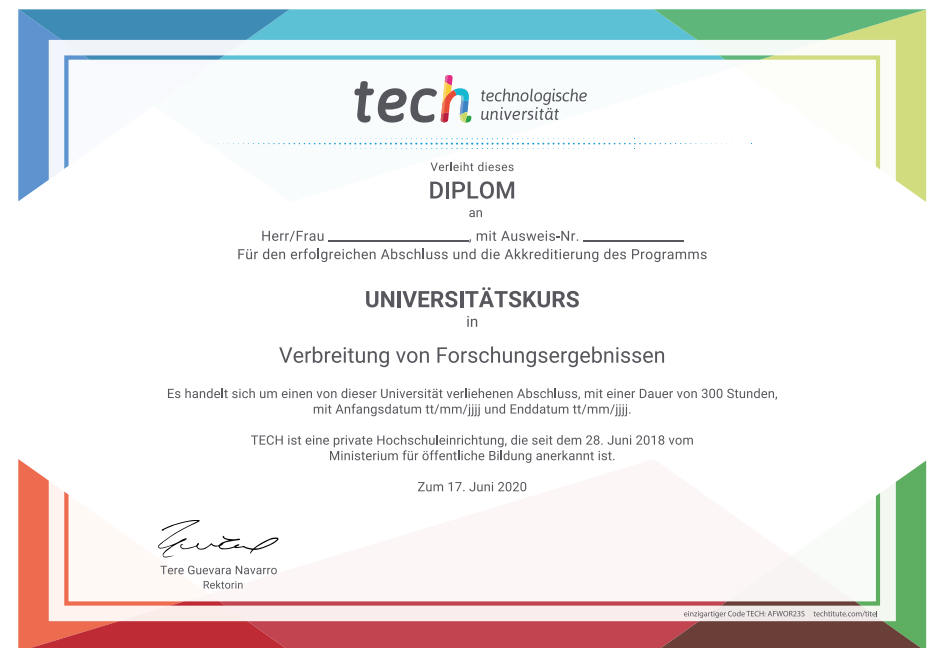 tech technologische
universität
Verleiht dieses
DIPLOM
an
Herr/Frau ____________________, mit Ausweis-Nr. ______________
Für den erfolgreichen Abschluss und die Akkreditierung des Programms
UNIVERSITÄTSKURS
in
Verbreitung von Forschungsergebnissen
Es handelt sich um einen von dieser Universität verliehenen Abschluss, mit einer Dauer von 300 Stunden,
mit Anfangsdatum tt/mm/jjjj und Enddatum tt/mm/jjjj.
TECH ist eine private Hochschuleinrichtung, die seit dem 28. Juni 2018 vom
Ministerium für öffentliche Bildung anerkannt ist.
Zum 17. Juni 2020
Tere Guevara Navarro
Rektorin
einzigartiger Code TECH: AFWOR23S techtitute.com/titel